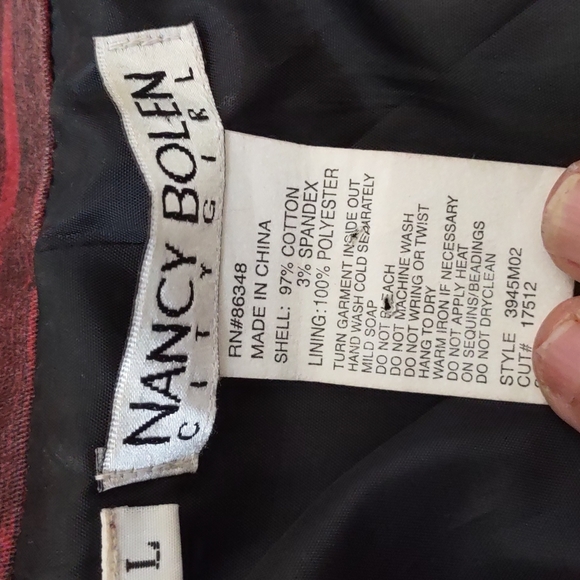 NANCY BOLEN
CITY GIRL
L
RN#86348
MADE IN CHINA
SHELL: 97% COTTON
3% SPANDEX
LINING:100% POLYESTER
TURN GARMENT INSIDE OUT
HAND WASH COLD SEPARATELY
MILD SOAP
DO NOT BLEACH
DO NOT MACHINE WASH
DO NOT WRING OR TWIST
HANG TO DRY
WARM IRON IF NECESSARY
DO NOT APPLY HEAT
ON SEQUINS/BEADINGS
DO NOT DRYCLEAN
STYLE 3945M02
CUT# 17512